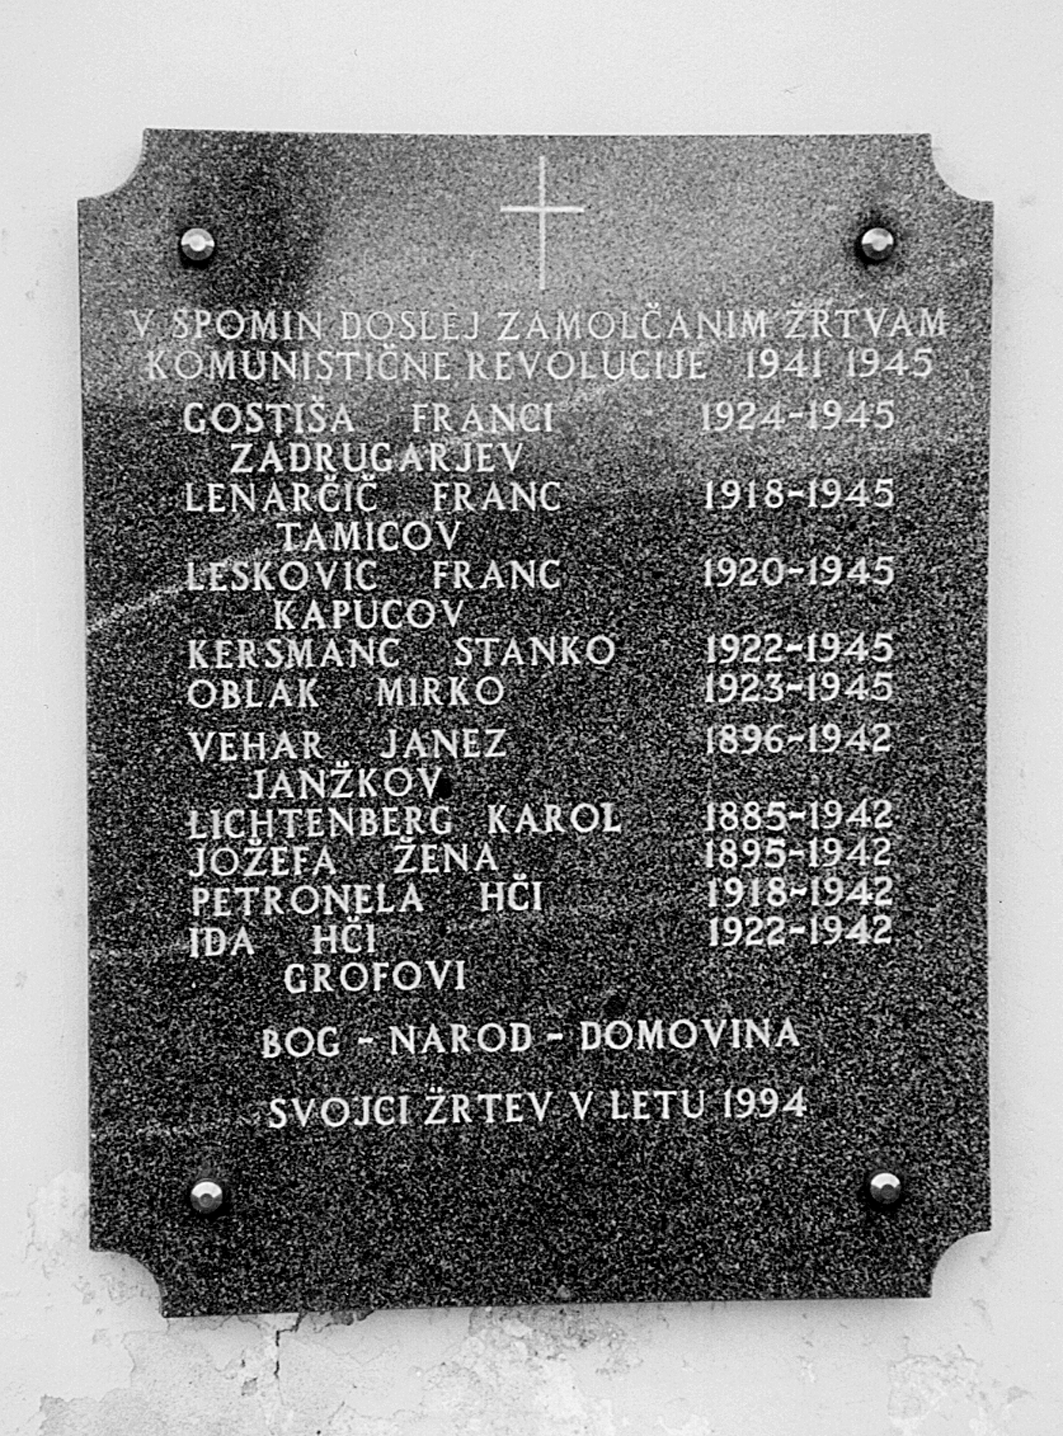 V SPOMIN DOSLEJ ZAMOLČANIM ŽRTVAM
KOMUNISTIČNE REVOLUCIJE 1941 1945
GOSTIŠA FRANCI 1924-1945
ZADRUGARJEV
LENARČIČ FRANC 1918-1945
TAMICOV
LESKOVIC FRANC 1920-1945
KAPUCOV
KERSMANC STANKO 1922-1945
OBLAK MIRKO 1923-1945
VEHAR JANEZ 1896-1942
JANŽKOV
LICHTENBERG KAROL 1885-1942
JOŽEFA ŽENA 1895-1942
PETRONELA HČI 1918-1942
IDA HČI 1922-1942
GROFOVI
BOG - NAROD - DOMOVINA
SVOJCI ŽRTEV V LETU 1994